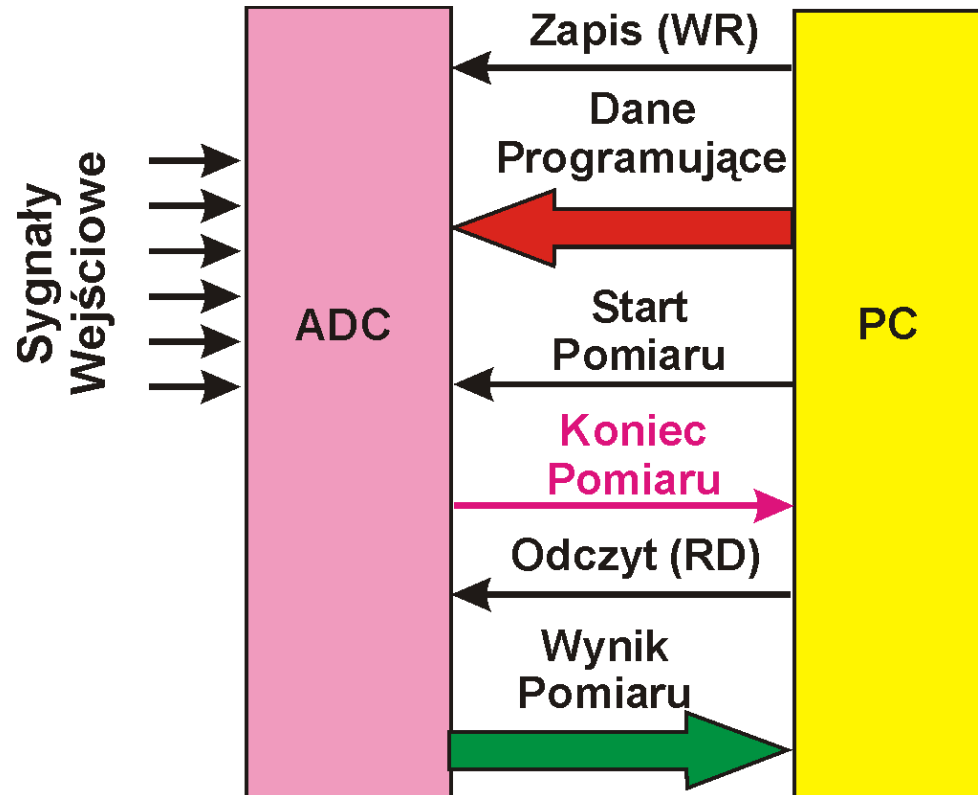 Sygnały
Wejściowe
ADC
Zapis (WR)
Dane
Programujące
Start
Pomiaru
Koniec
Pomiaru
Odczyt (RD)
Wynik
Pomiaru
PC